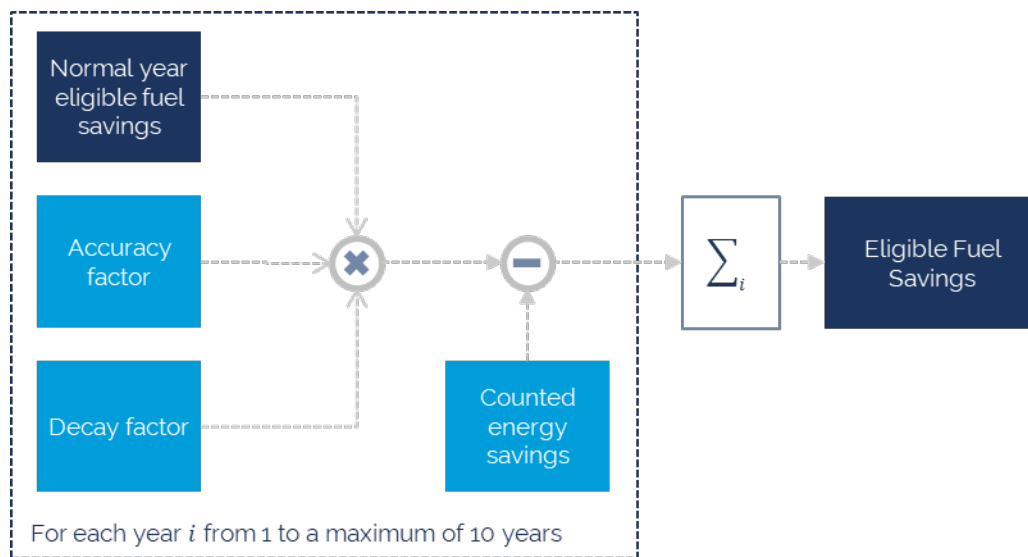 Normal year
eligible fuel
savings
Accuracy
factor
Decay factor
Counted
energy
savings
∑i
Eligible Fuel
Savings
For each year i from 1 to a maximum of 10 years